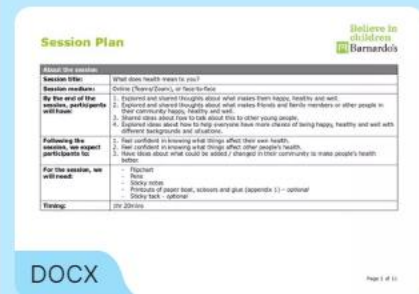 Session Plan
Believe in
children
Barnardo's
About the session
Session title:
What does health mean to you?
Session medium:
Online (Teams/Zoom), or face-to-face
By the end of the
session, participants
will have:
1. Explored and shared thoughts about what makes them happy, healthy and well.
2. Explored and shared thoughts about what makes friends and family members or other people in
their community happy, healthy and well.
3. Shared ideas about how to talk about this to other young people.
4. Explored ideas about how to help everyone have more chances of being happy, healthy and well with
different backgrounds and situations.
Following the
session, we expect
participants to:
1. Feel confident in knowing what things affect their own health.
2. Feel confident in knowing what things affect other people's health.
3. Have ideas about what could be added / changed in their community to make people's health
better.
For the session, we
will need:
- Flipchart
- Pens
- Sticky notes
- Printouts of paper boat, scissors and glue (appendix 1) – optional
- Sticky tack - optional
Timing:
1hr 20mins
DOCX
Page 1 of 11